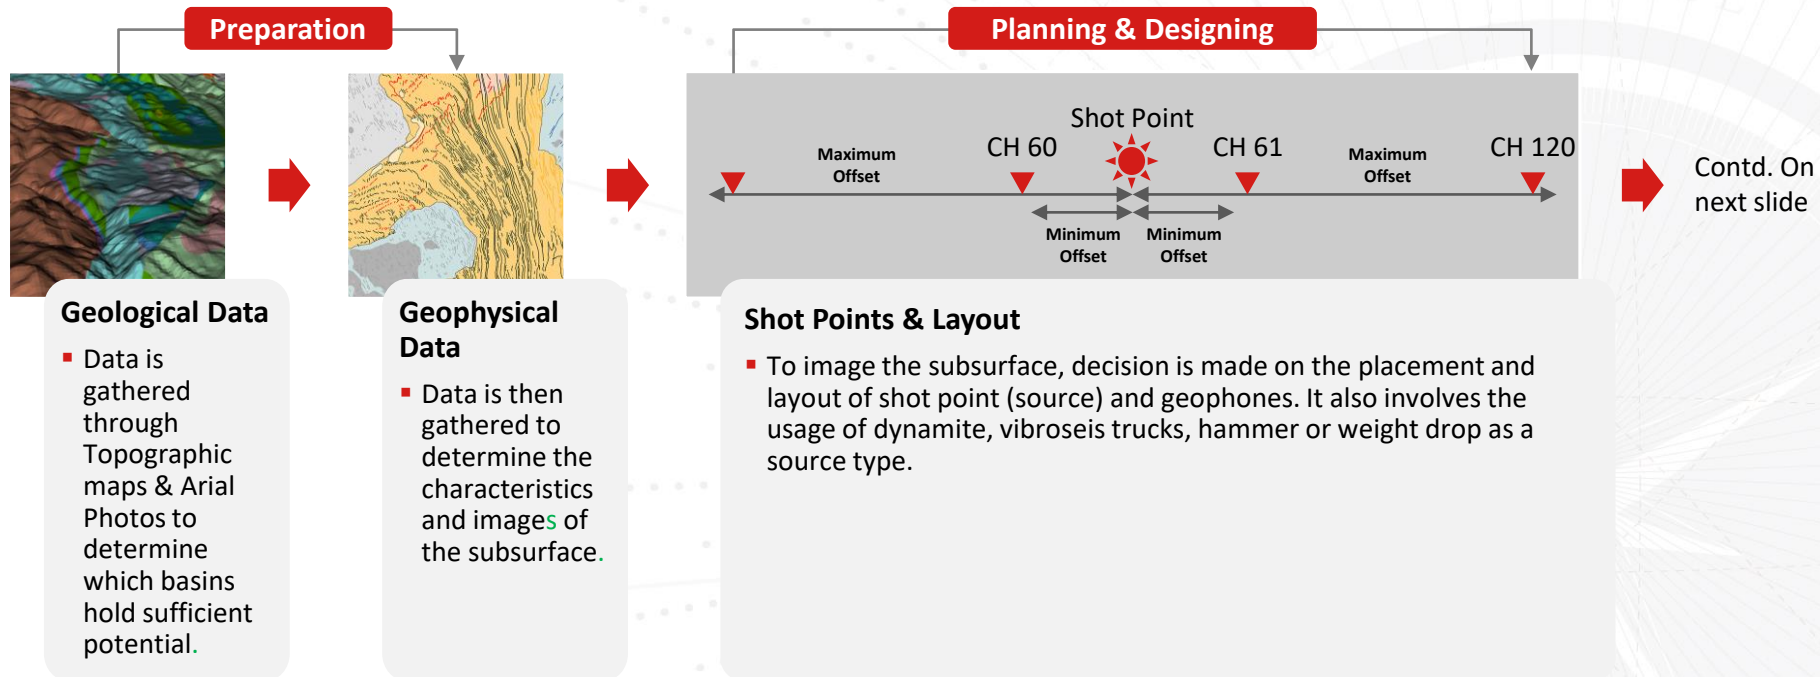 Preparation
Planning & Designing
Shot Point
CH 60
CH 61
CH 120
Maximum
Offset
Maximum
Offset
Minimum
Offset
Minimum
Offset
Contd. On
next slide
Geological Data
▪ Data is
gathered
through
Topographic
maps & Arial
Photos to
determine
which basins
hold sufficient
potential.
Geophysical
Data
▪ Data is then
gathered to
determine the
characteristics
and images of
the subsurface.
Shot Points & Layout
▪ To image the subsurface, decision is made on the placement and
layout of shot point (source) and geophones. It also involves the
usage of dynamite, vibroseis trucks, hammer or weight drop as a
source type.